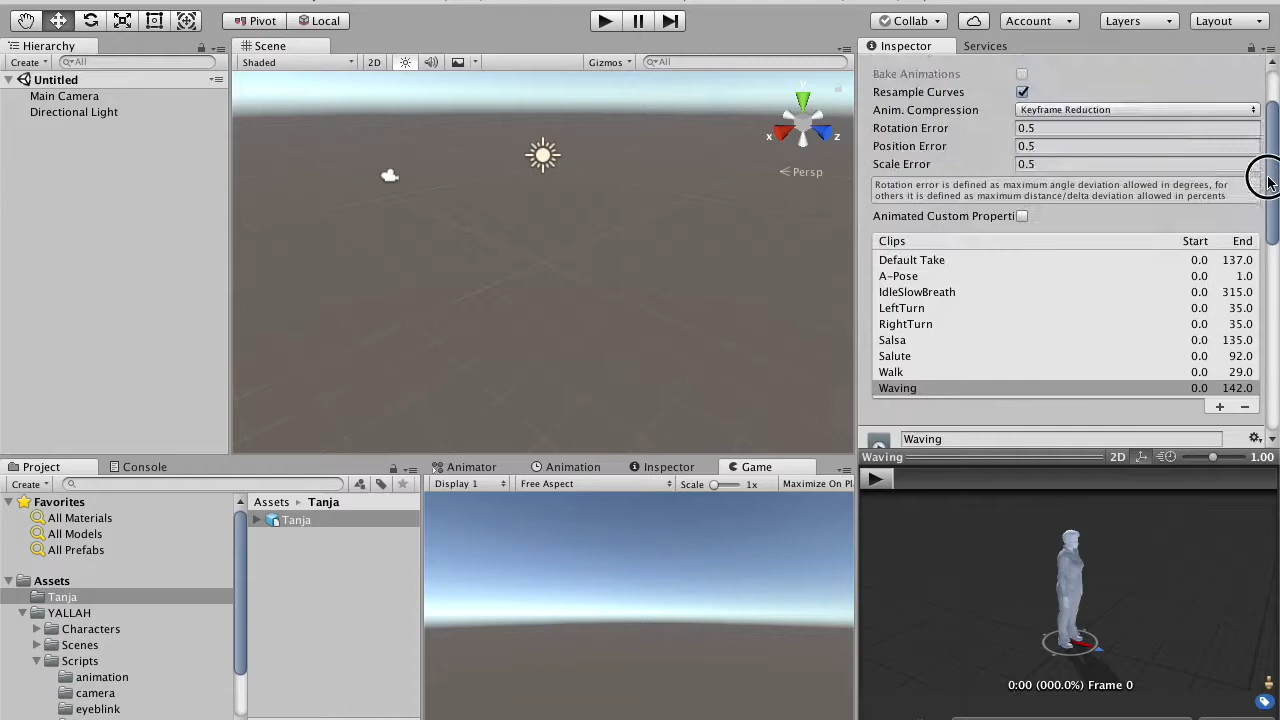 Pivot Local Collab Account Layers Layout
Hierarchy
Create All
Untitled
Main Camera
Directional Light
Scene
Shaded 2D Gizmos All
y
x z
Persp
Inspector Services
Bake Animations
Resample Curves
Anim. Compression Keyframe Reduction
Rotation Error 0.5
Position Error 0.5
Scale Error 0.5
Rotation error is defined as maximum angle deviation allowed in degrees, for
others it is defined as maximum distance/delta deviation allowed in percents
Animated Custom Properti
Clips Start End
Default Take 0.0 137.0
A-Pose 0.0 1.0
IdleSlowBreath 0.0 315.0
LeftTurn 0.0 35.0
RightTurn 0.0 35.0
Salsa 0.0 135.0
Salute 0.0 92.0
Walk 0.0 29.0
Waving 0.0 142.0
Waving
Waving 2D 1.00
0:00 (000.0%) Frame 0
Project Console
Create
Favorites
All Materials
All Models
All Prefabs
Assets
Tanja
YALLAH
Characters
Scenes
Scripts
animation
camera
eyeblink
Assets Tanja
Tanja
Animator Animation Inspector Game
Display 1 Free Aspect Scale 1x Maximize On Pl